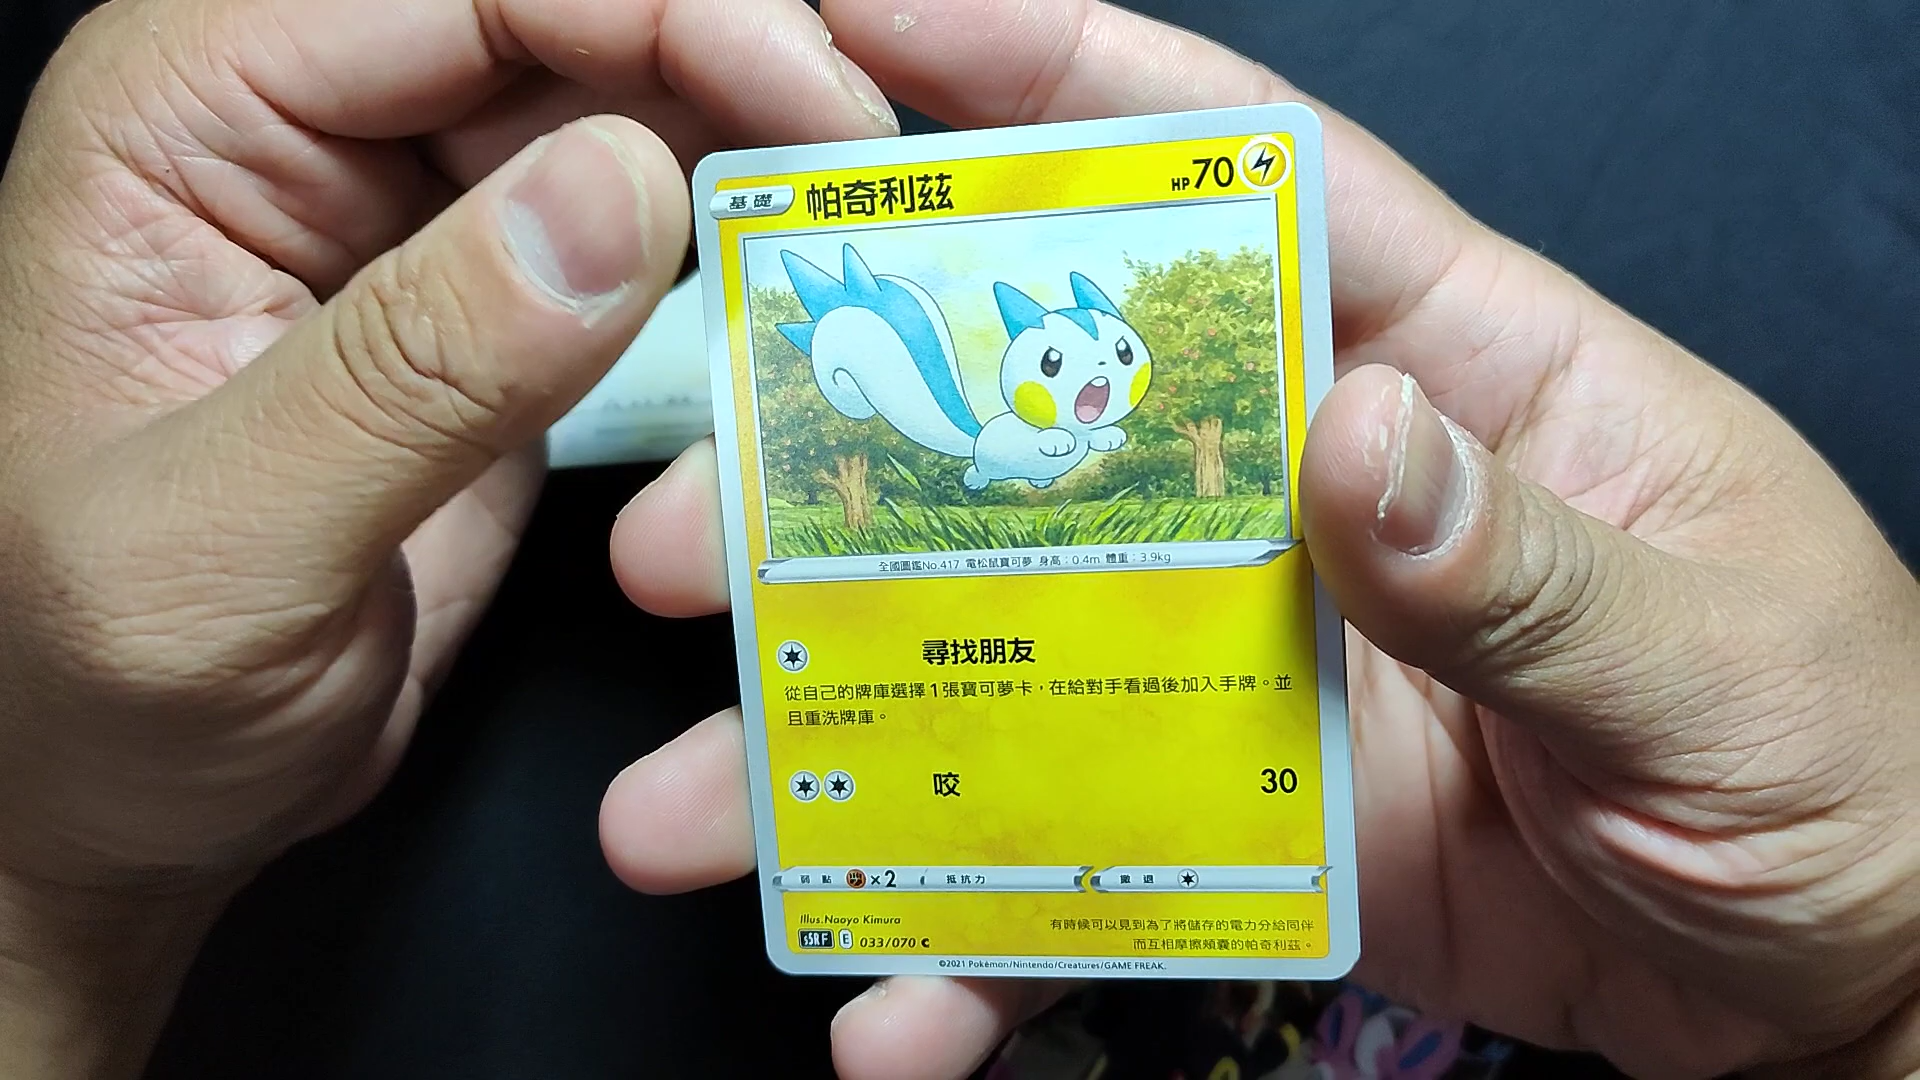 基礎 帕奇利茲 HP70
全國圖鑑No.417 電松鼠寶可夢 身高：0.4m 體重：3.9kg
尋找朋友
從自己的牌庫選擇1張寶可夢卡，在給對手看過後加入手牌。並
且重洗牌庫。
咬 30
弱點 ×2 抵抗力 撤退
Illus.Naoyo Kimura
s5R F E 033/070 C
有時候可以見到為了將儲存的電力分給同伴
而互相摩擦頰囊的帕奇利茲。
©2021 Pokémon/Nintendo/Creatures/GAME FREAK.